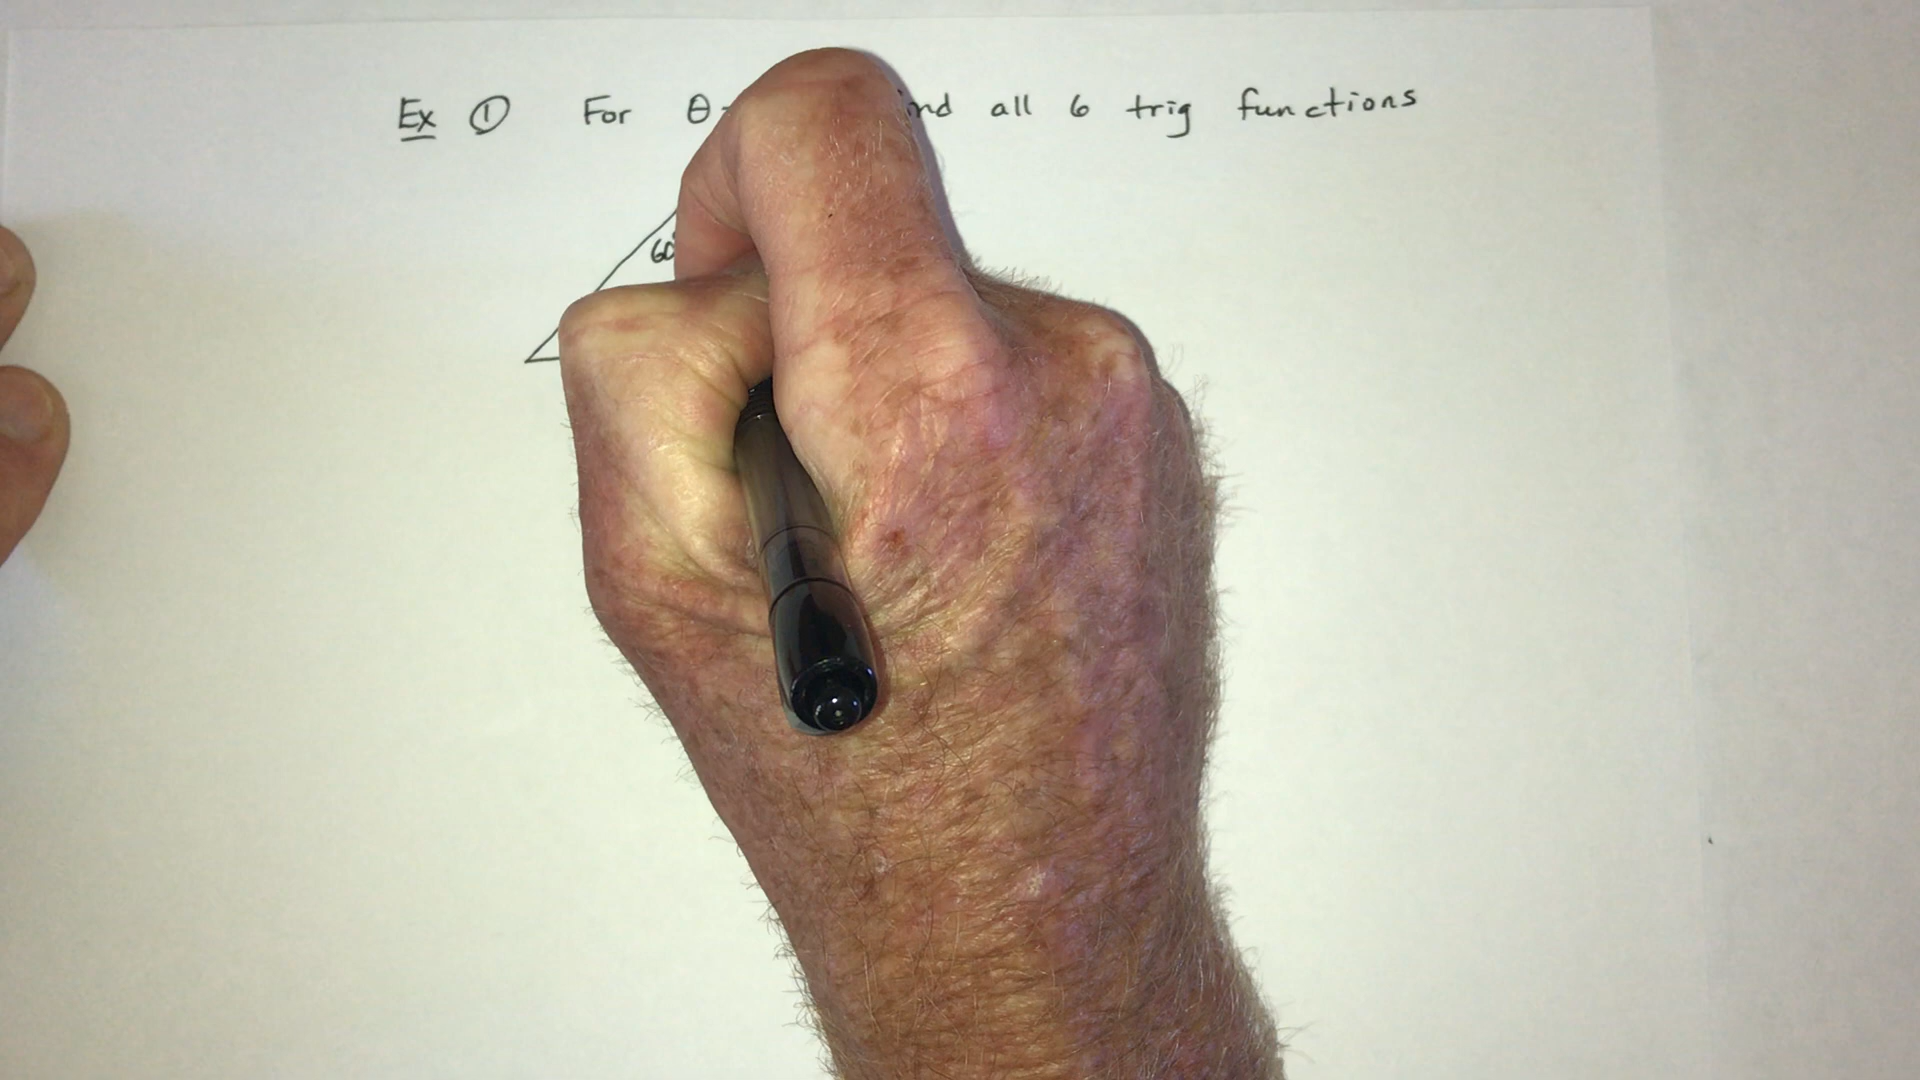 Ex ① For θ all 6 trig functions
60°